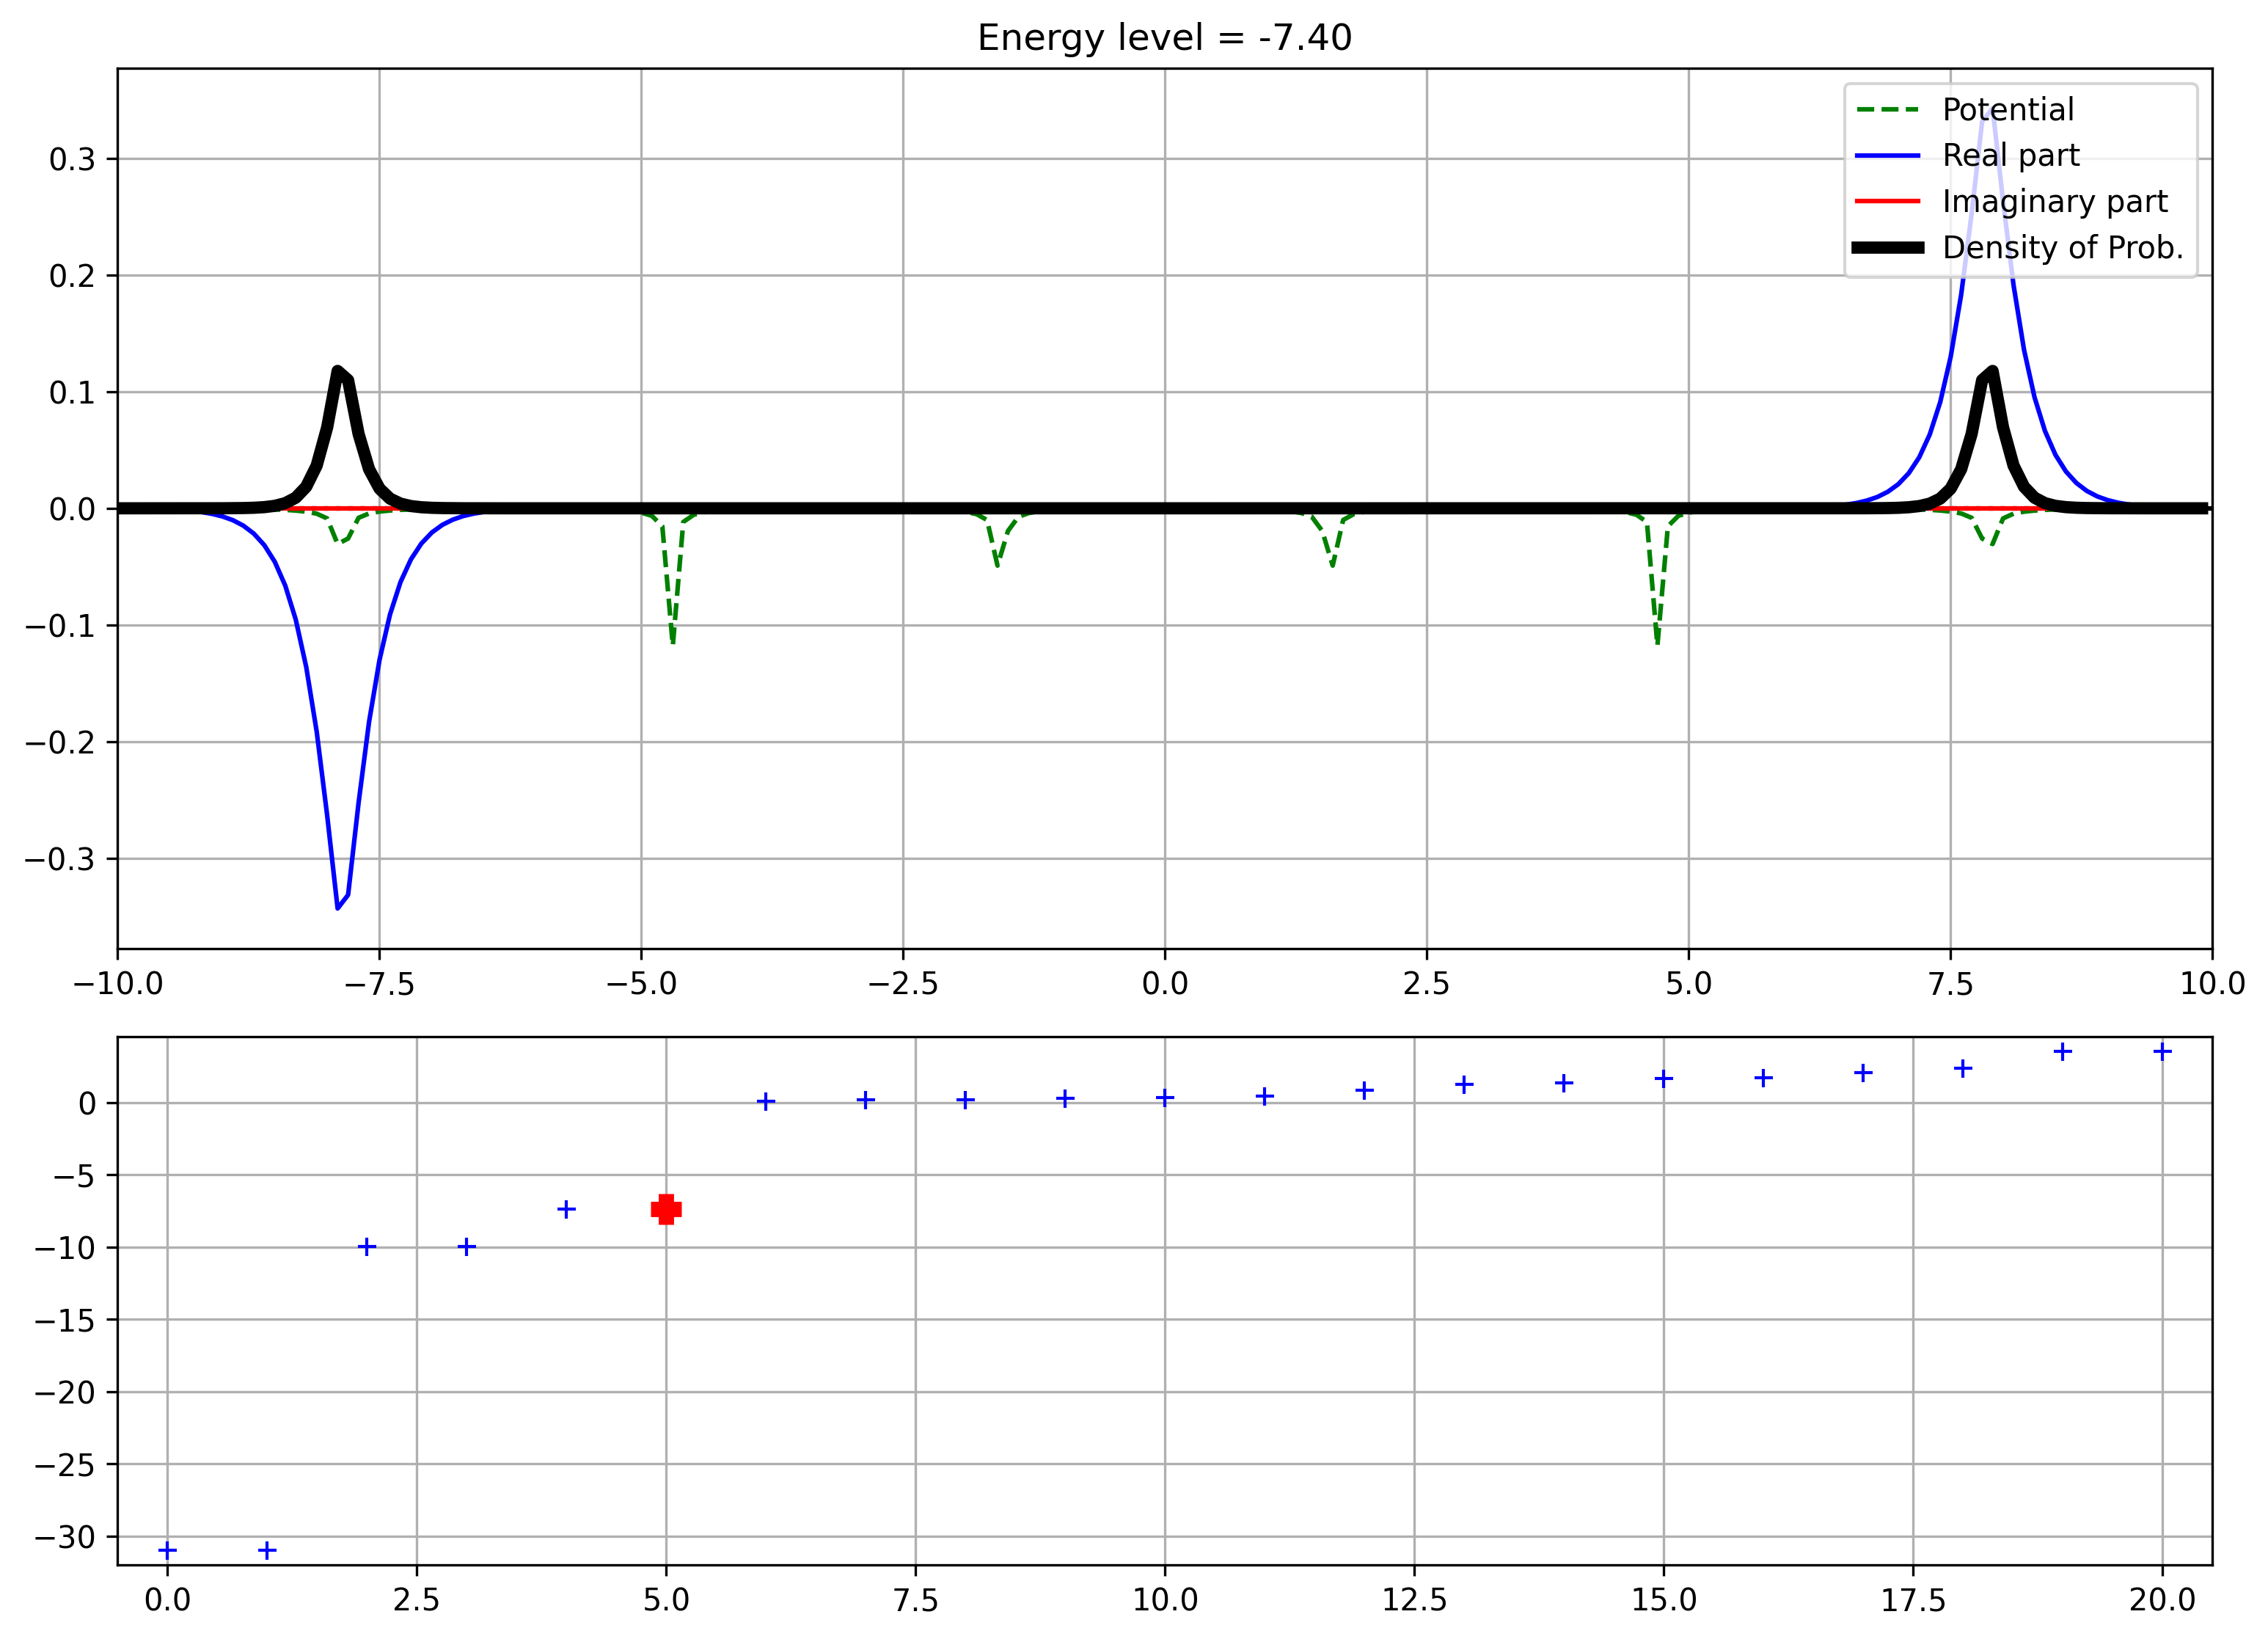 Energy level = -7.40
Potential
Real part
Imaginary part
Density of Prob.
0.3
0.2
0.1
0.0
−0.1
−0.2
−0.3
−10.0 −7.5 −5.0 −2.5 0.0 2.5 5.0 7.5 10.0
0
−5
−10
−15
−20
−25
−30
0.0 2.5 5.0 7.5 10.0 12.5 15.0 17.5 20.0